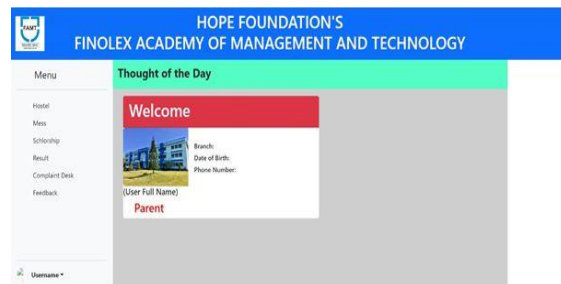 HOPE FOUNDATION'S
FINOLEX ACADEMY OF MANAGEMENT AND TECHNOLOGY
FAMT
Menu
Thought of the Day
Hostel
Mess
Schlorship
Result
Complaint Desk
Feedback
Welcome
Branch:
Date of Birth:
Phone Number:
(User Full Name)
Parent
Username